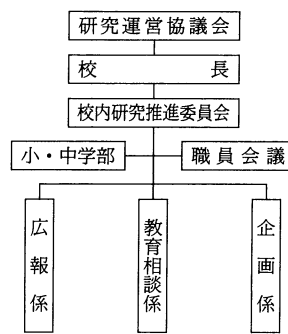 研究運営協議会
校長
校内研究推進委員会
小・中学部
職員会議
広報係
教育相談係
企画係